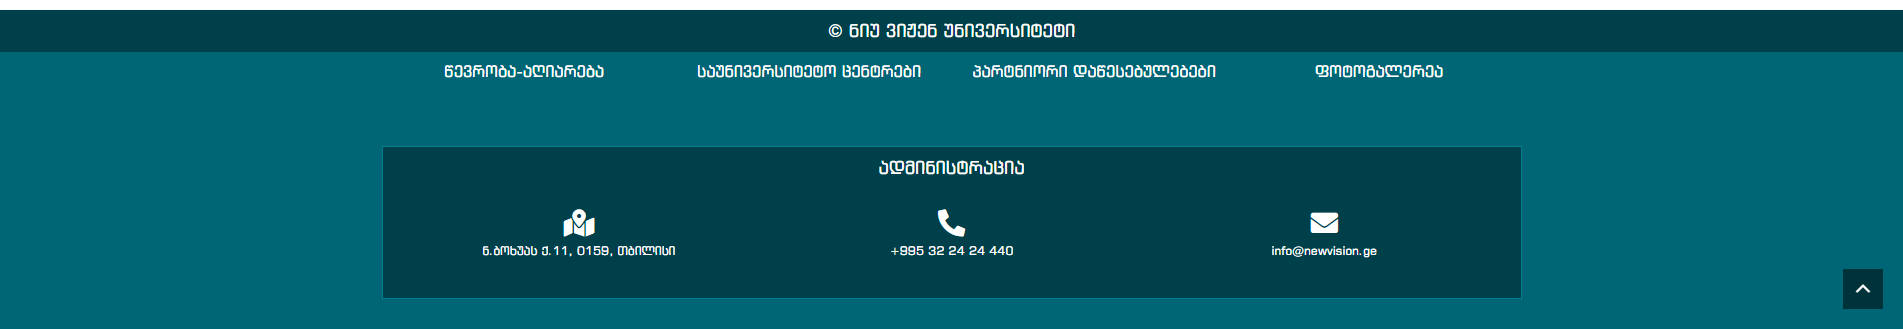 © ნიუ ვიჟენ უნივერსიტეტი
წევრობა-აღიარება საუნივერსიტეტო ცენტრები პარტნიორი დაწესებულებები ფოტოგალერეა
ადმინისტრაცია
ნ.ბოხუას ქ.11, 0159, თბილისი +995 32 24 24 440 info@newvision.ge